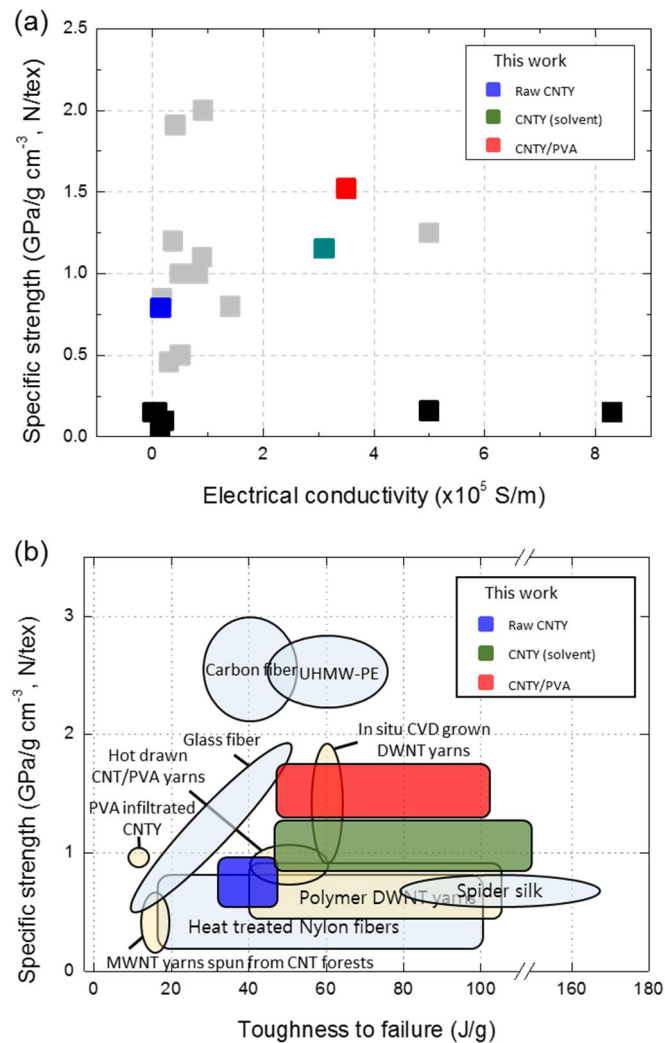 (a)
2.5
2.0
1.5
1.0
0.5
0.0
Specific strength (GPa/g cm⁻³, N/tex)
This work
Raw CNTY
CNTY (solvent)
CNTY/PVA
0 2 4 6 8
Electrical conductivity (x10⁵ S/m)
(b)
3
2
1
0
Specific strength (GPa/g cm⁻³, N/tex)
This work
Raw CNTY
CNTY (solvent)
CNTY/PVA
Carbon fiber
UHMW-PE
In situ CVD grown
DWNT yarns
Glass fiber
Hot drawn
CNT/PVA yarns
PVA infiltrated
CNTY
Spider silk
Polymer DWNT yarns
Heat treated Nylon fibers
MWNT yarns spun from CNT forests
0 20 40 60 80 100 160 180
Toughness to failure (J/g)